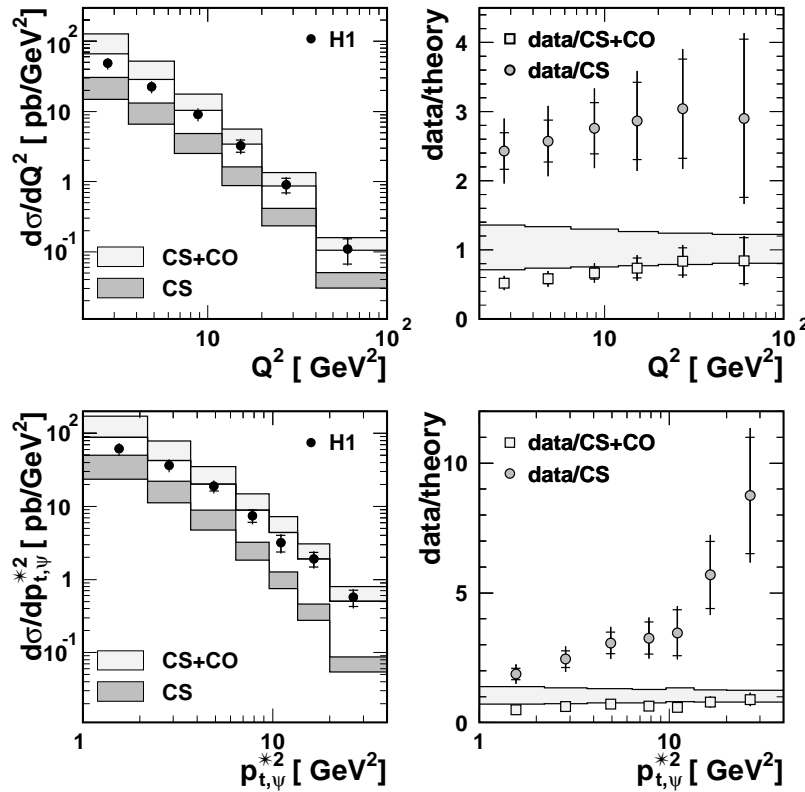 dσ/dQ² [ pb/GeV²]
10²
10
1
10⁻¹
H1
CS+CO
CS
10
10²
Q² [ GeV²]
data/theory
4
3
2
1
0
data/CS+CO
data/CS
10
10²
Q² [ GeV²]
dσ/dp*²t,ψ [ pb/GeV²]
10²
10
1
10⁻¹
H1
CS+CO
CS
1
10
p*²t,ψ [ GeV²]
data/theory
10
5
0
data/CS+CO
data/CS
1
10
p*²t,ψ [ GeV²]